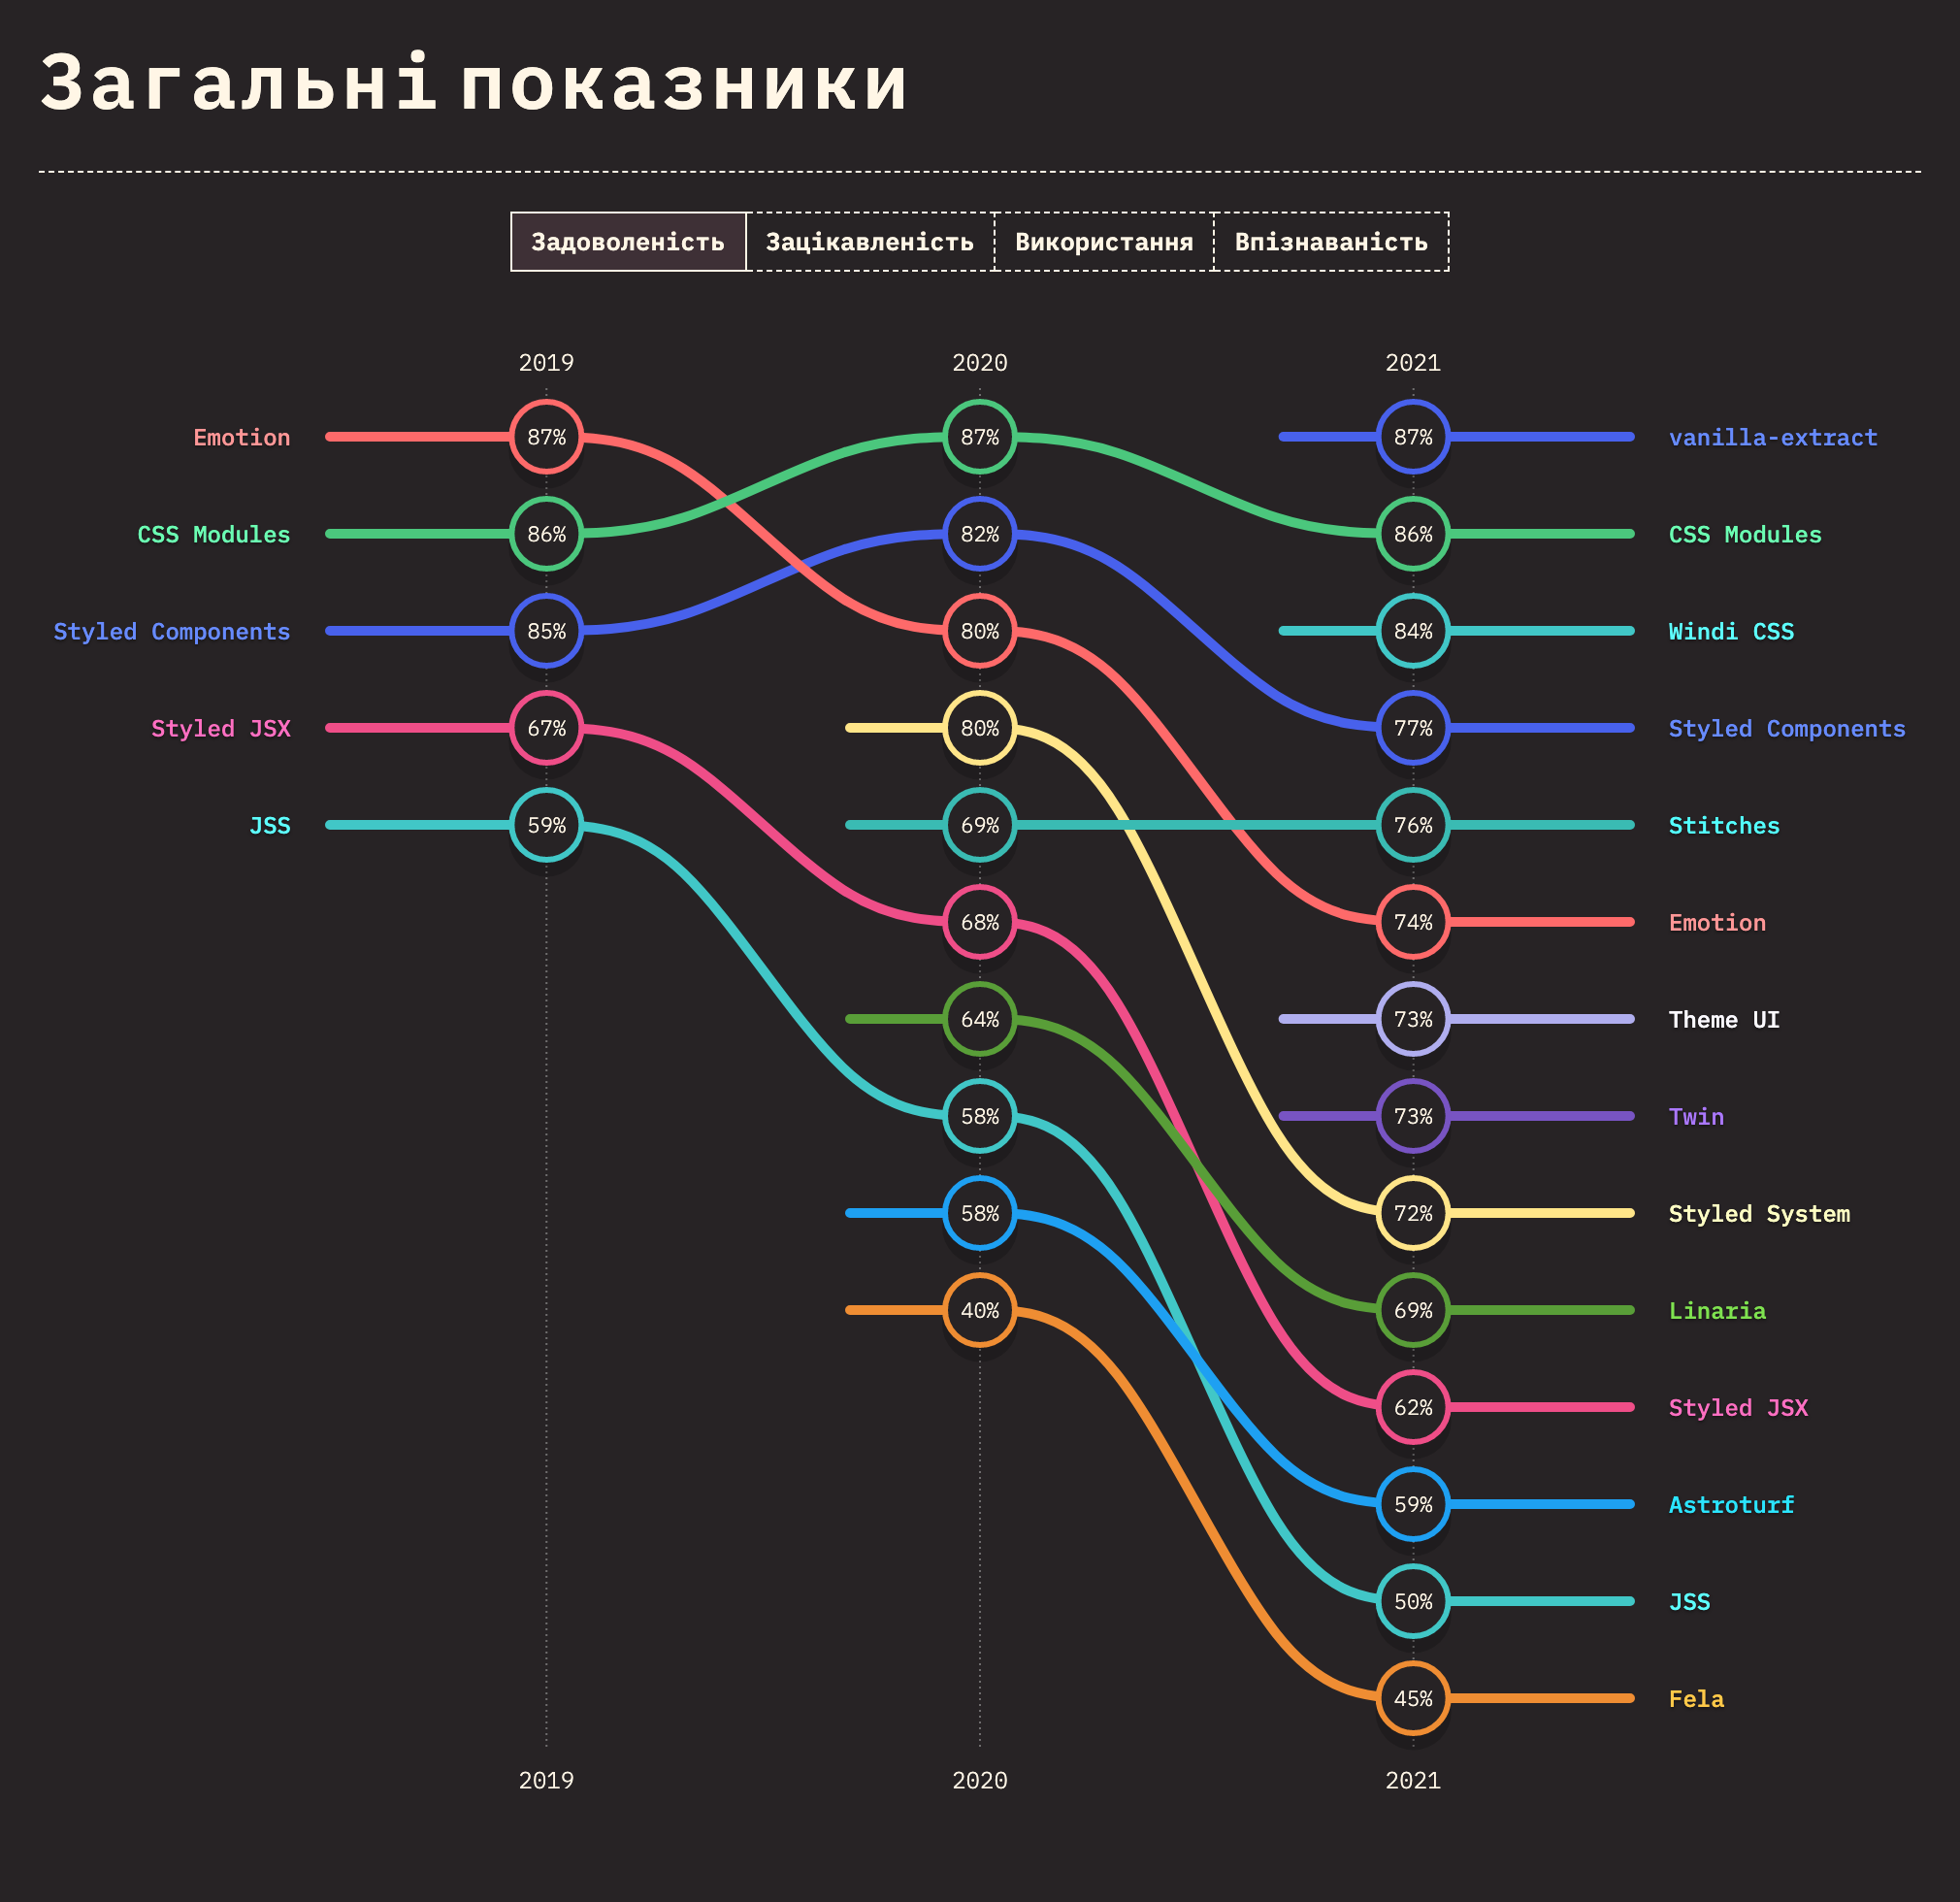 Загальні показники
Задоволеність Зацікавленість Використання Впізнаваність
2019 2020 2021
Emotion 87% 87% 87% vanilla-extract
CSS Modules 86% 82% 86% CSS Modules
Styled Components 85% 80% 84% Windi CSS
Styled JSX 67% 80% 77% Styled Components
JSS 59% 69% 76% Stitches
68% 74% Emotion
64% 73% Theme UI
58% 73% Twin
58% 72% Styled System
40% 69% Linaria
62% Styled JSX
59% Astroturf
50% JSS
45% Fela
2019 2020 2021